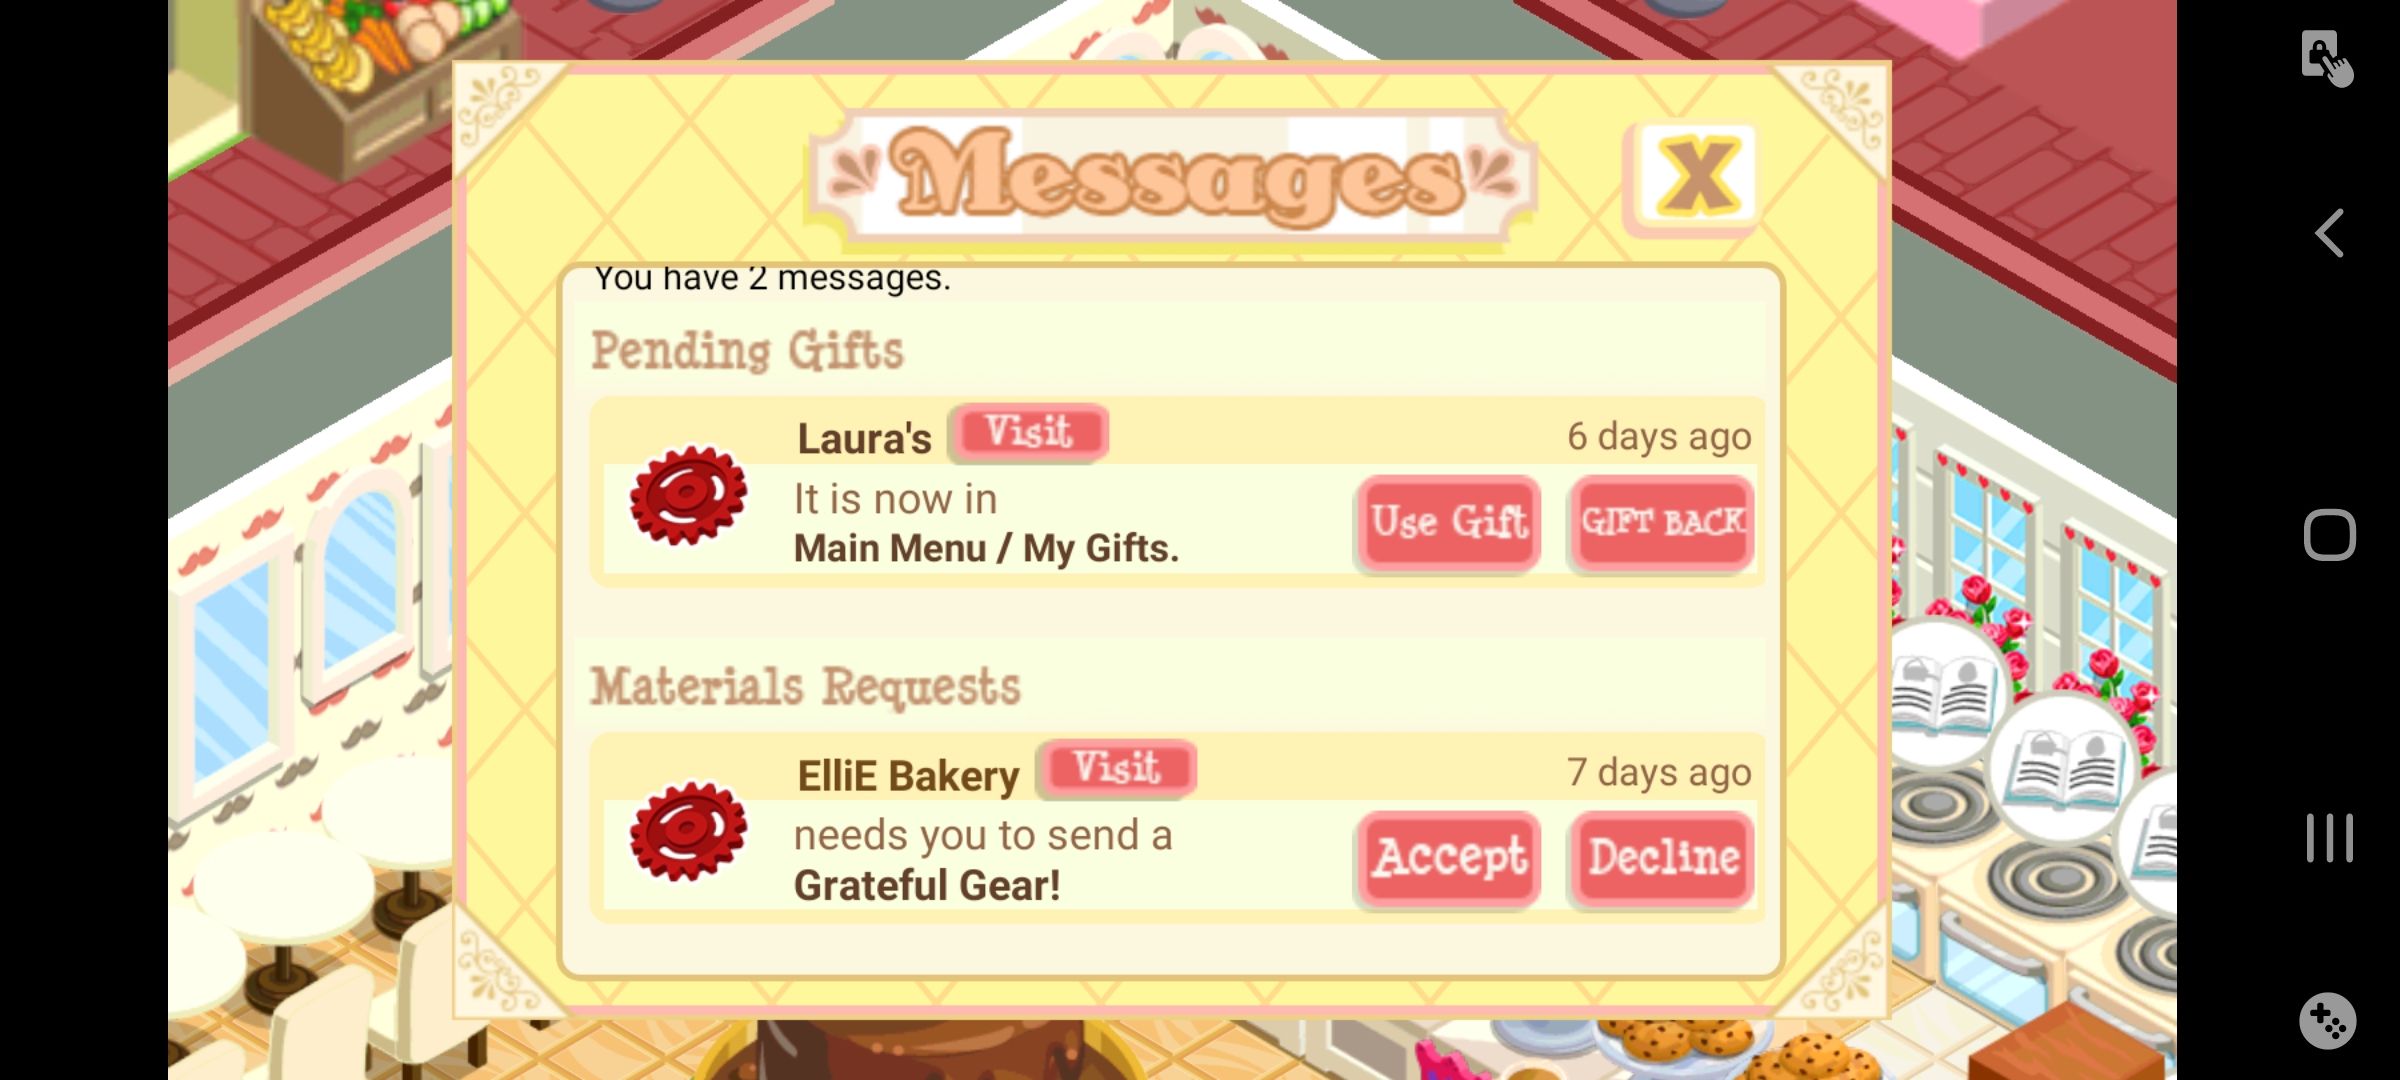 Messages
X
You have 2 messages.
Pending Gifts
Laura's Visit 6 days ago
It is now in
Main Menu / My Gifts.
Use Gift GIFT BACK
Materials Requests
ElliE Bakery Visit 7 days ago
needs you to send a
Grateful Gear!
Accept Decline